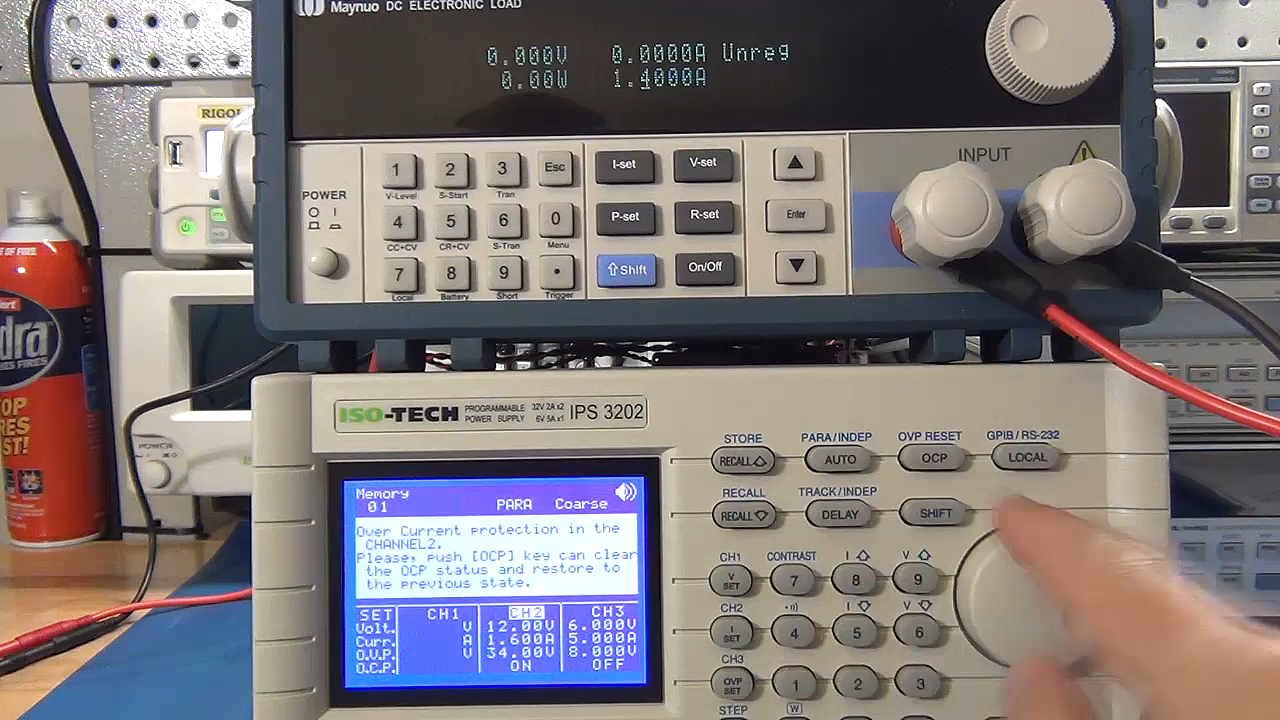 Maynuo DC ELECTRONIC LOAD
0.000V 0.0000A Unreg
0.00W 1.4000A
RIGOL
POWER
O I
1 2 3 Esc
V-Level S-Start Tran
4 5 6 0
CC+CV CR+CV S-Tran Menu
7 8 9 •
Local Battery Short Trigger
I-set V-set
P-set R-set
⇧Shift On/Off
▲
Enter
▼
INPUT
ISO-TECH PROGRAMMABLE POWER SUPPLY 32V 2A x2 6V 5A x1 IPS 3202
STORE PARA/INDEP OVP RESET GPIB/RS-232
RECALL AUTO OCP LOCAL
RECALL TRACK/INDEP
RECALL DELAY SHIFT
CH1 CONTRAST I V
V SET 7 8 9
CH2 I V
I SET 4 5 6
CH3
OVP SET 1 2 3
STEP W
Memory
01 PARA Coarse
Over Current protection in the
CHANNEL2.
Please, push [OCP] key can clear
the OCP status and restore to
the previous state.
SET CH1 CH2 CH3
Volt. V 12.00V 6.000V
Curr. A 1.600A 5.000A
O.V.P. V 34.00V 8.000V
O.C.P. ON OFF
dra